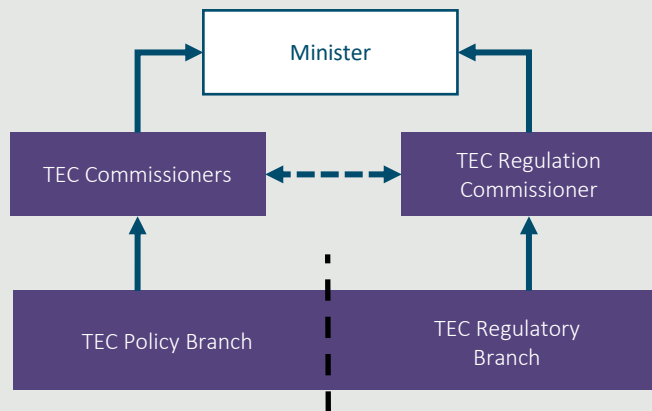 Minister
TEC Commissioners
TEC Regulation
Commissioner
TEC Policy Branch
TEC Regulatory
Branch